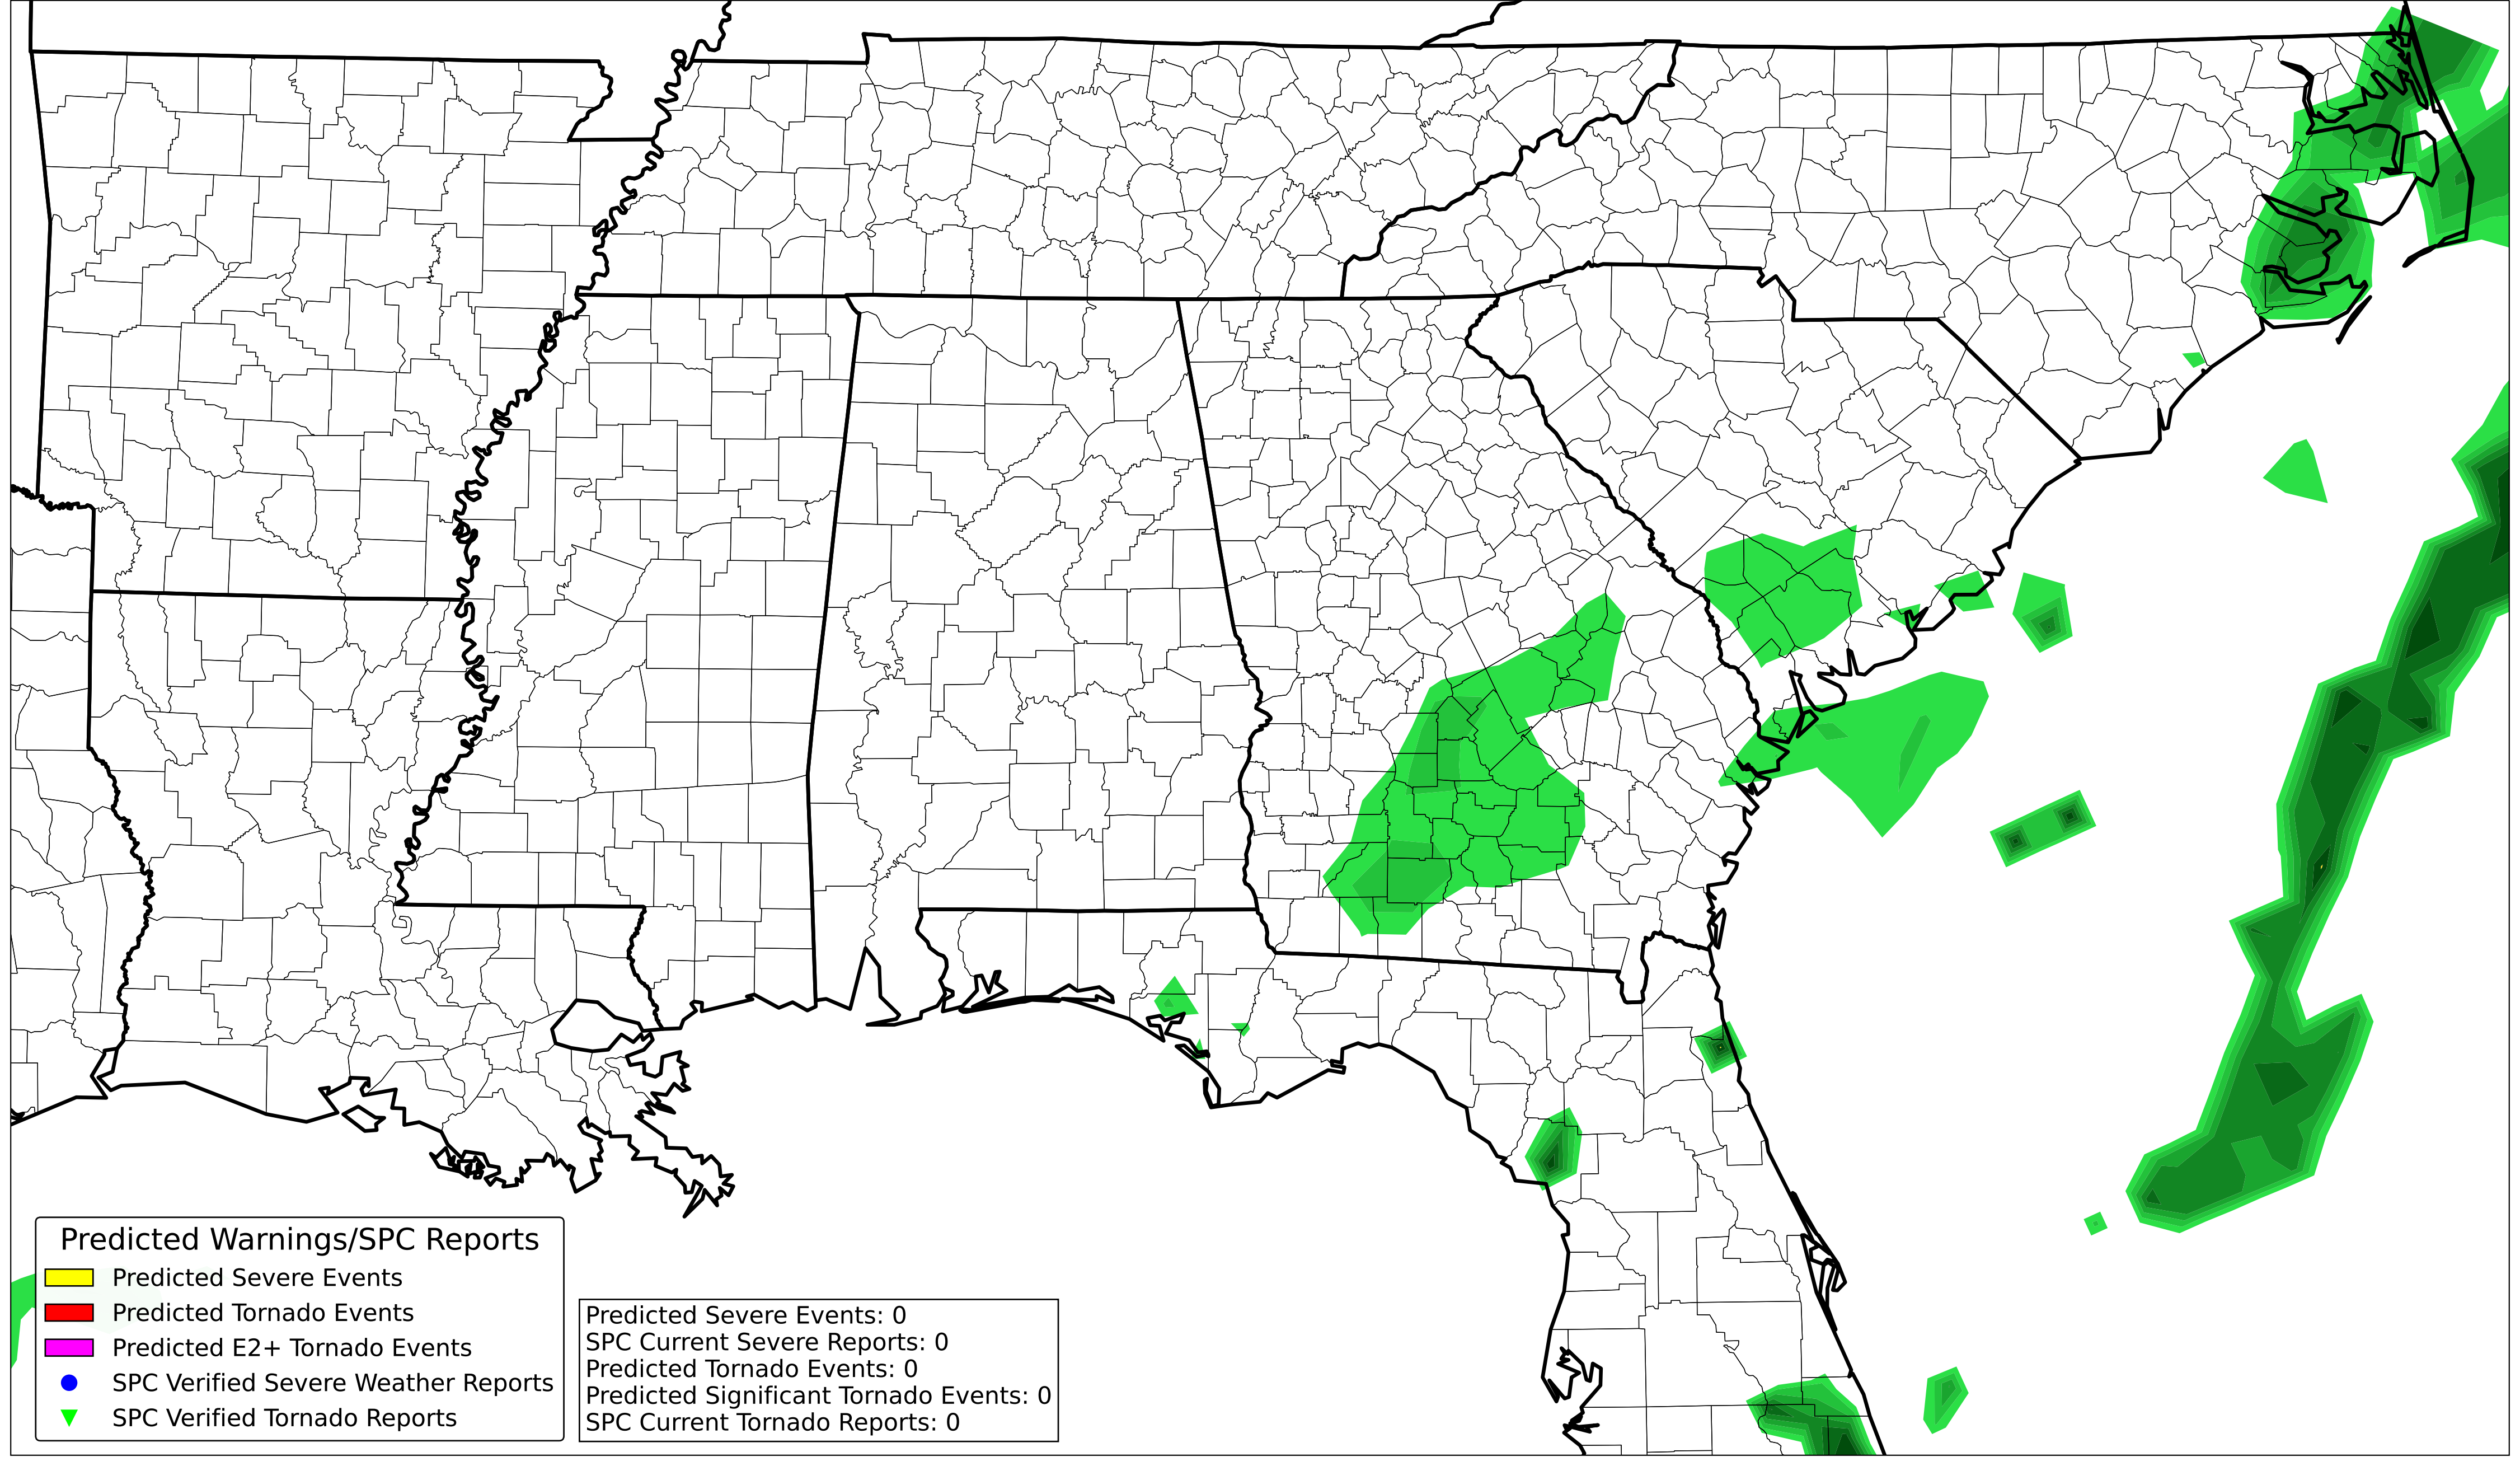 Predicted Warnings/SPC Reports
Predicted Severe Events
Predicted Tornado Events
Predicted E2+ Tornado Events
SPC Verified Severe Weather Reports
SPC Verified Tornado Reports
Predicted Severe Events: 0
SPC Current Severe Reports: 0
Predicted Tornado Events: 0
Predicted Significant Tornado Events: 0
SPC Current Tornado Reports: 0